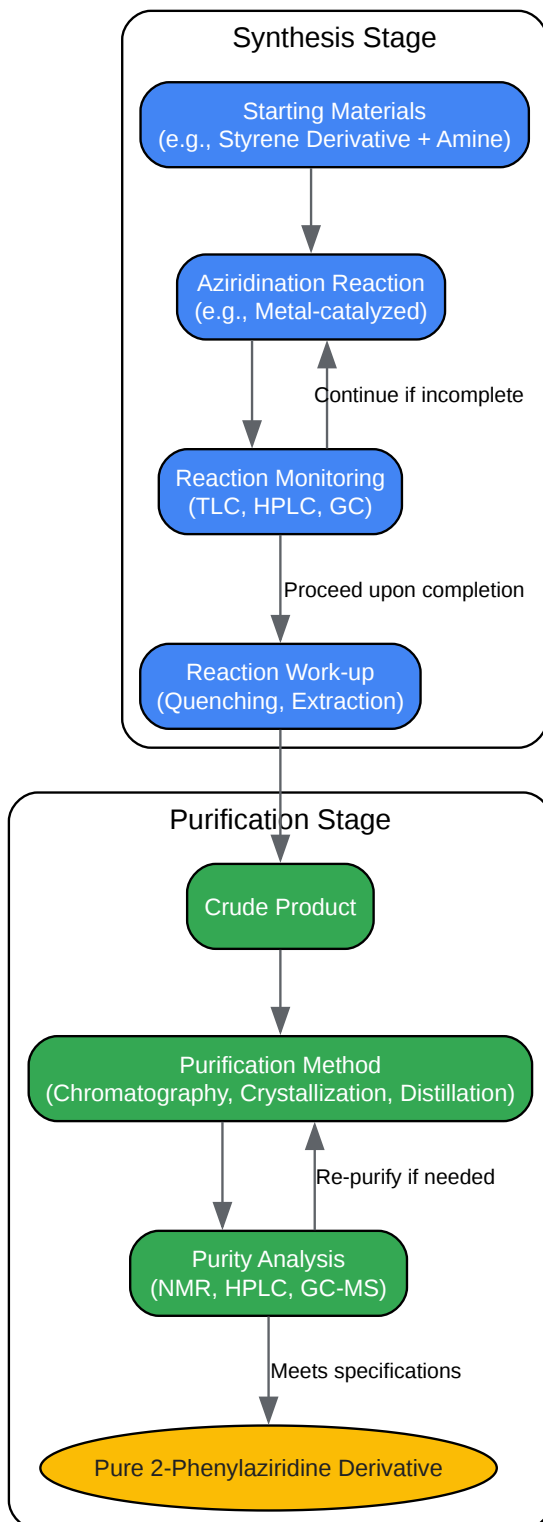 Synthesis Stage
Starting Materials
(e.g., Styrene Derivative + Amine)
Aziridination Reaction
(e.g., Metal-catalyzed)
Continue if incomplete
Reaction Monitoring
(TLC, HPLC, GC)
Proceed upon completion
Reaction Work-up
(Quenching, Extraction)
Purification Stage
Crude Product
Purification Method
(Chromatography, Crystallization, Distillation)
Re-purify if needed
Purity Analysis
(NMR, HPLC, GC-MS)
Meets specifications
Pure 2-Phenylaziridine Derivative